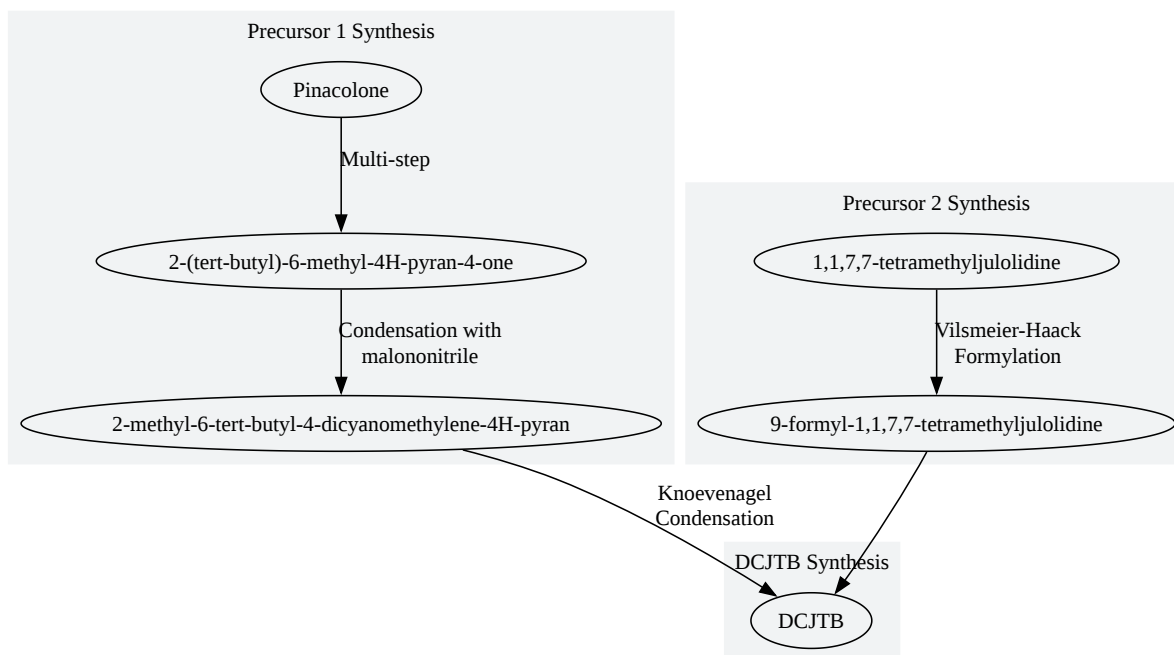 Precursor 1 Synthesis
Pinacolone
Multi-step
2-(tert-butyl)-6-methyl-4H-pyran-4-one
Condensation with
malononitrile
2-methyl-6-tert-butyl-4-dicyanomethylene-4H-pyran
Precursor 2 Synthesis
1,1,7,7-tetramethyljulolidine
Vilsmeier-Haack
Formylation
9-formyl-1,1,7,7-tetramethyljulolidine
Knoevenagel
Condensation
DCJTB Synthesis
DCJTB